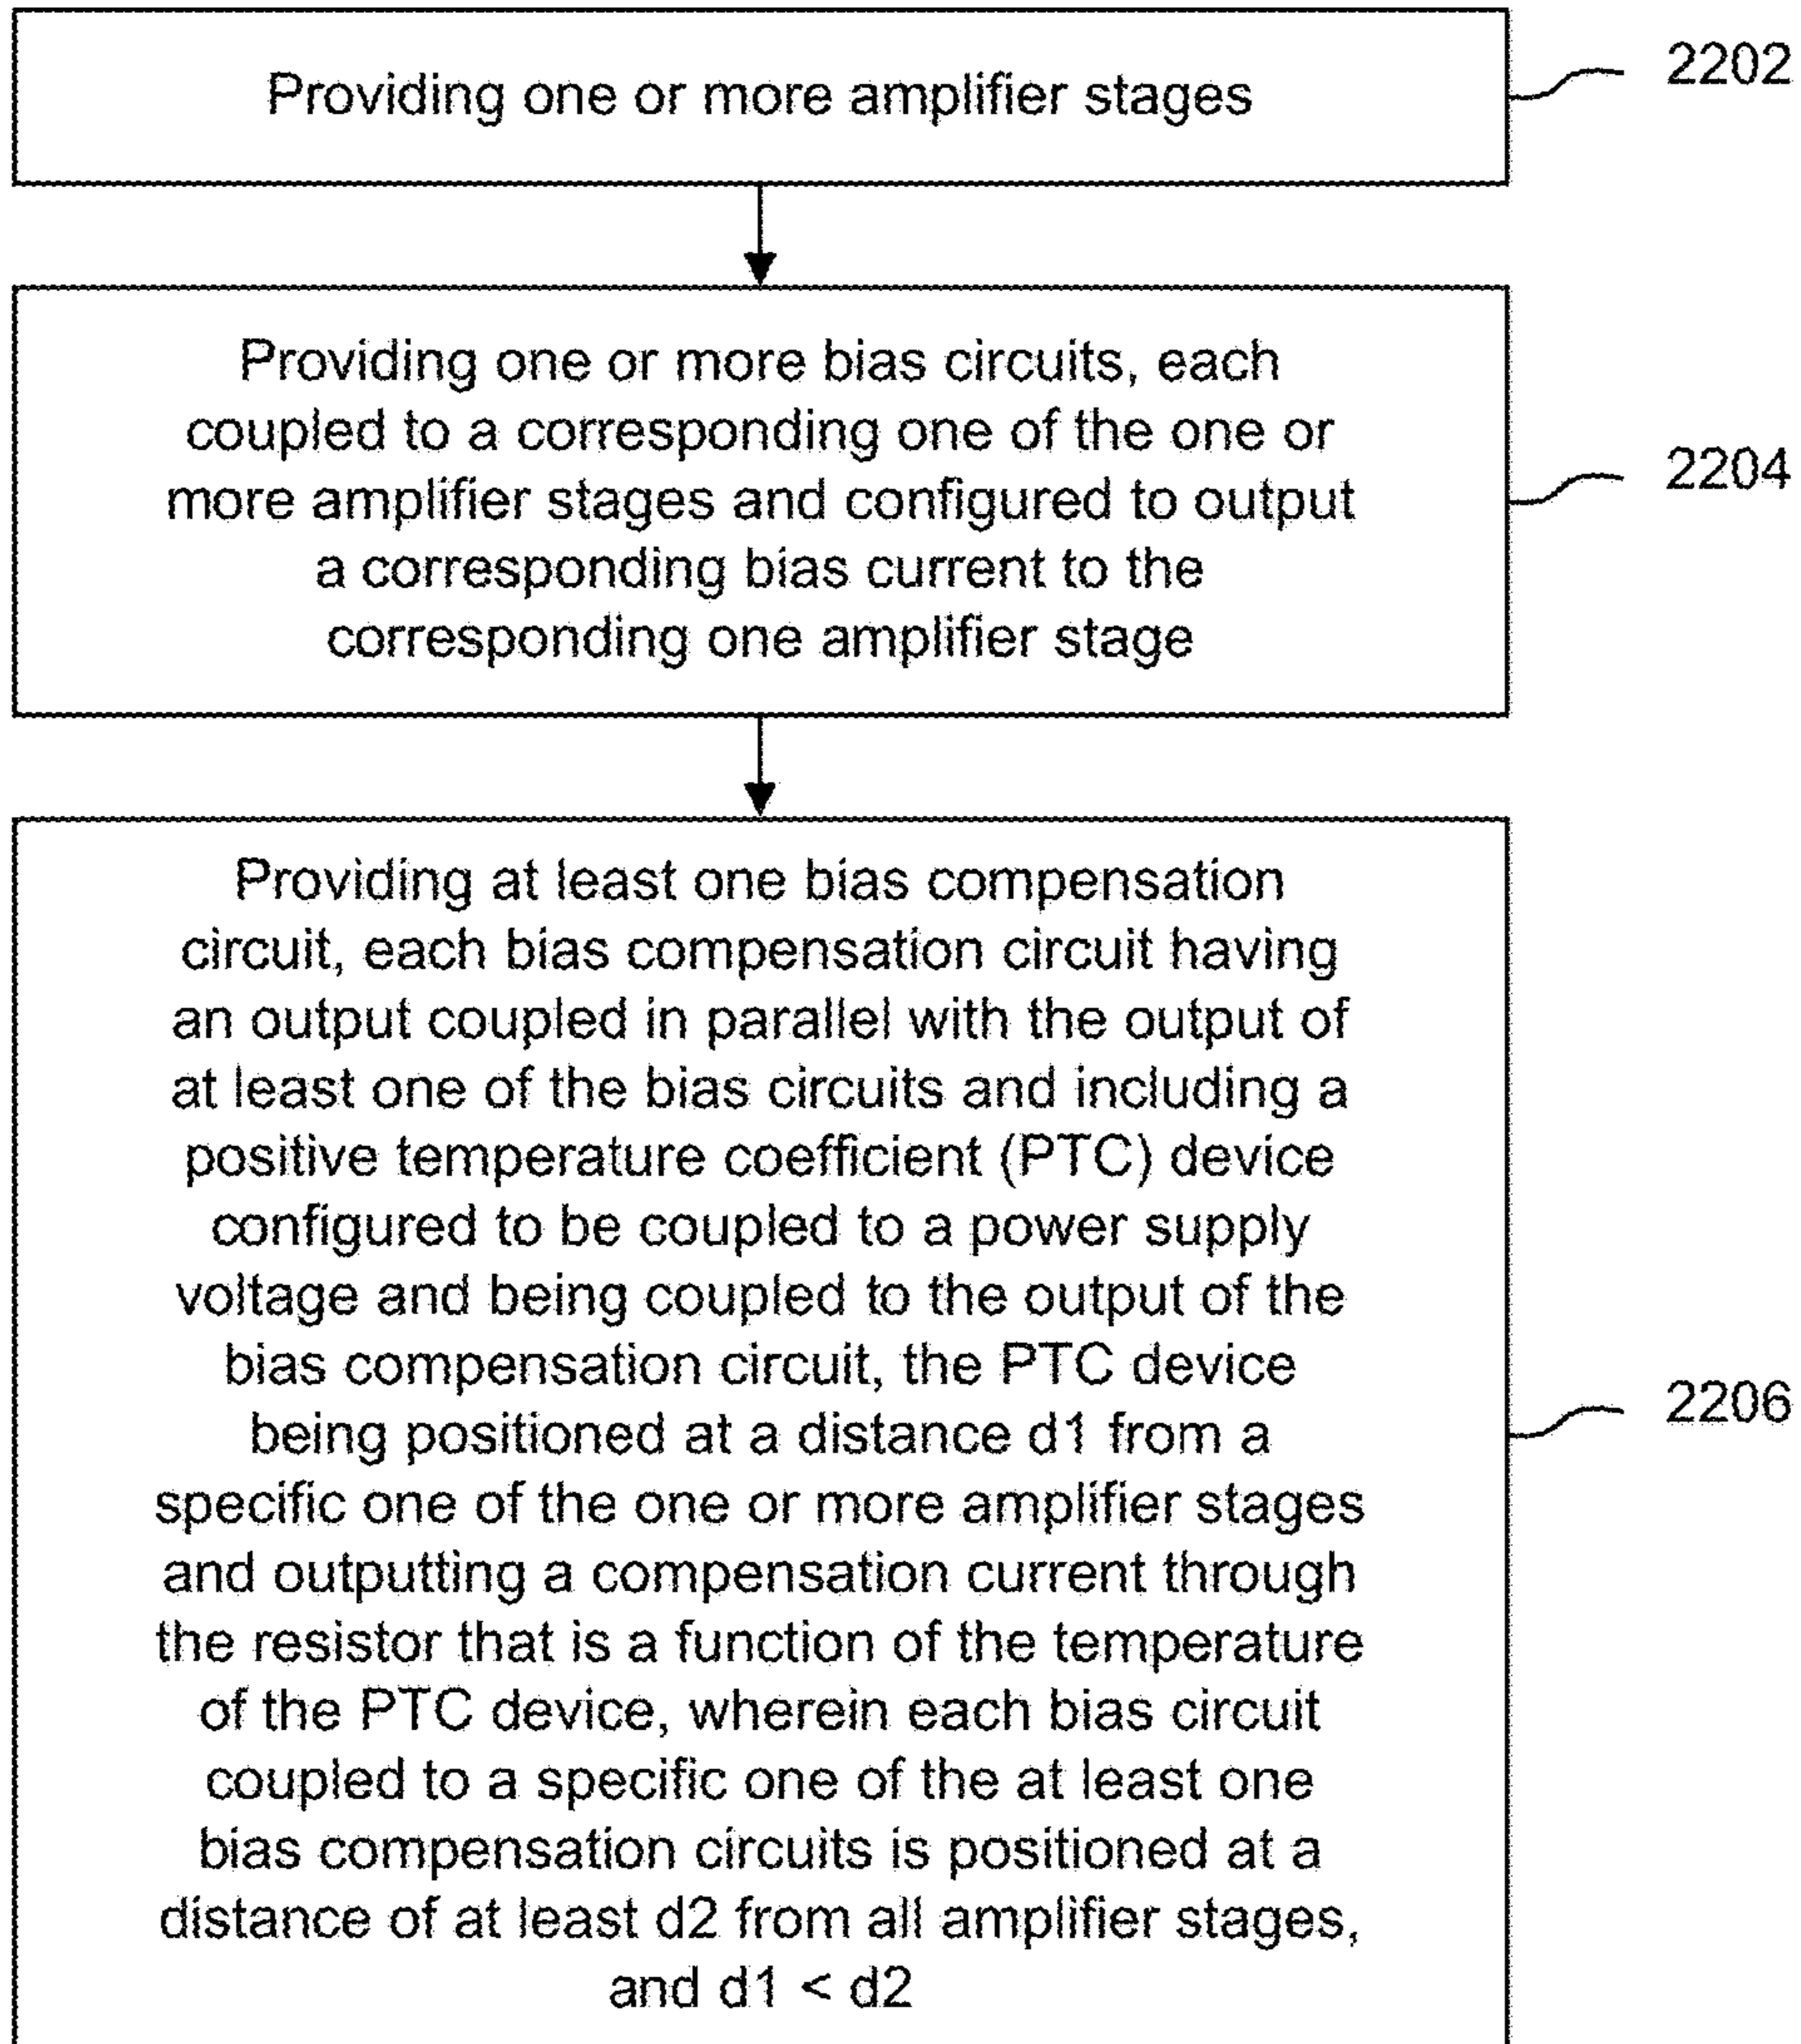 Providing one or more amplifier stages
2202
Providing one or more bias circuits, each
coupled to a corresponding one of the one or
more amplifier stages and configured to output
a corresponding bias current to the
corresponding one amplifier stage
2204
Providing at least one bias compensation
circuit, each bias compensation circuit having
an output coupled in parallel with the output of
at least one of the bias circuits and including a
positive temperature coefficient (PTC) device
configured to be coupled to a power supply
voltage and being coupled to the output of the
bias compensation circuit, the PTC device
being positioned at a distance d1 from a
specific one of the one or more amplifier stages
and outputting a compensation current through
the resistor that is a function of the temperature
of the PTC device, wherein each bias circuit
coupled to a specific one of the at least one
bias compensation circuits is positioned at a
distance of at least d2 from all amplifier stages,
and d1 < d2
2206